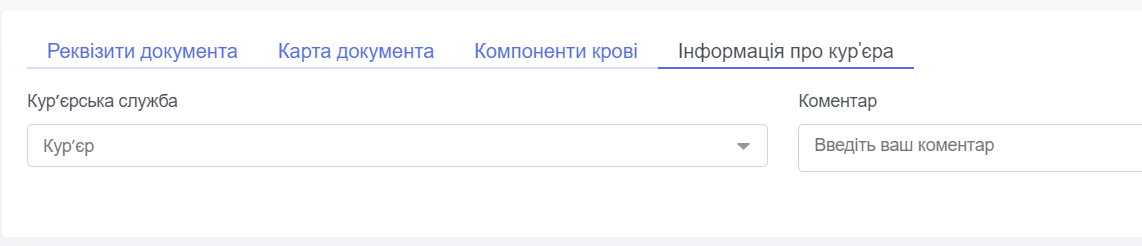 Реквізити документа Карта документа Компоненти крові Інформація про кур'єра
Кур’єрська служба Коментар
Кур’єр Введіть ваш коментар